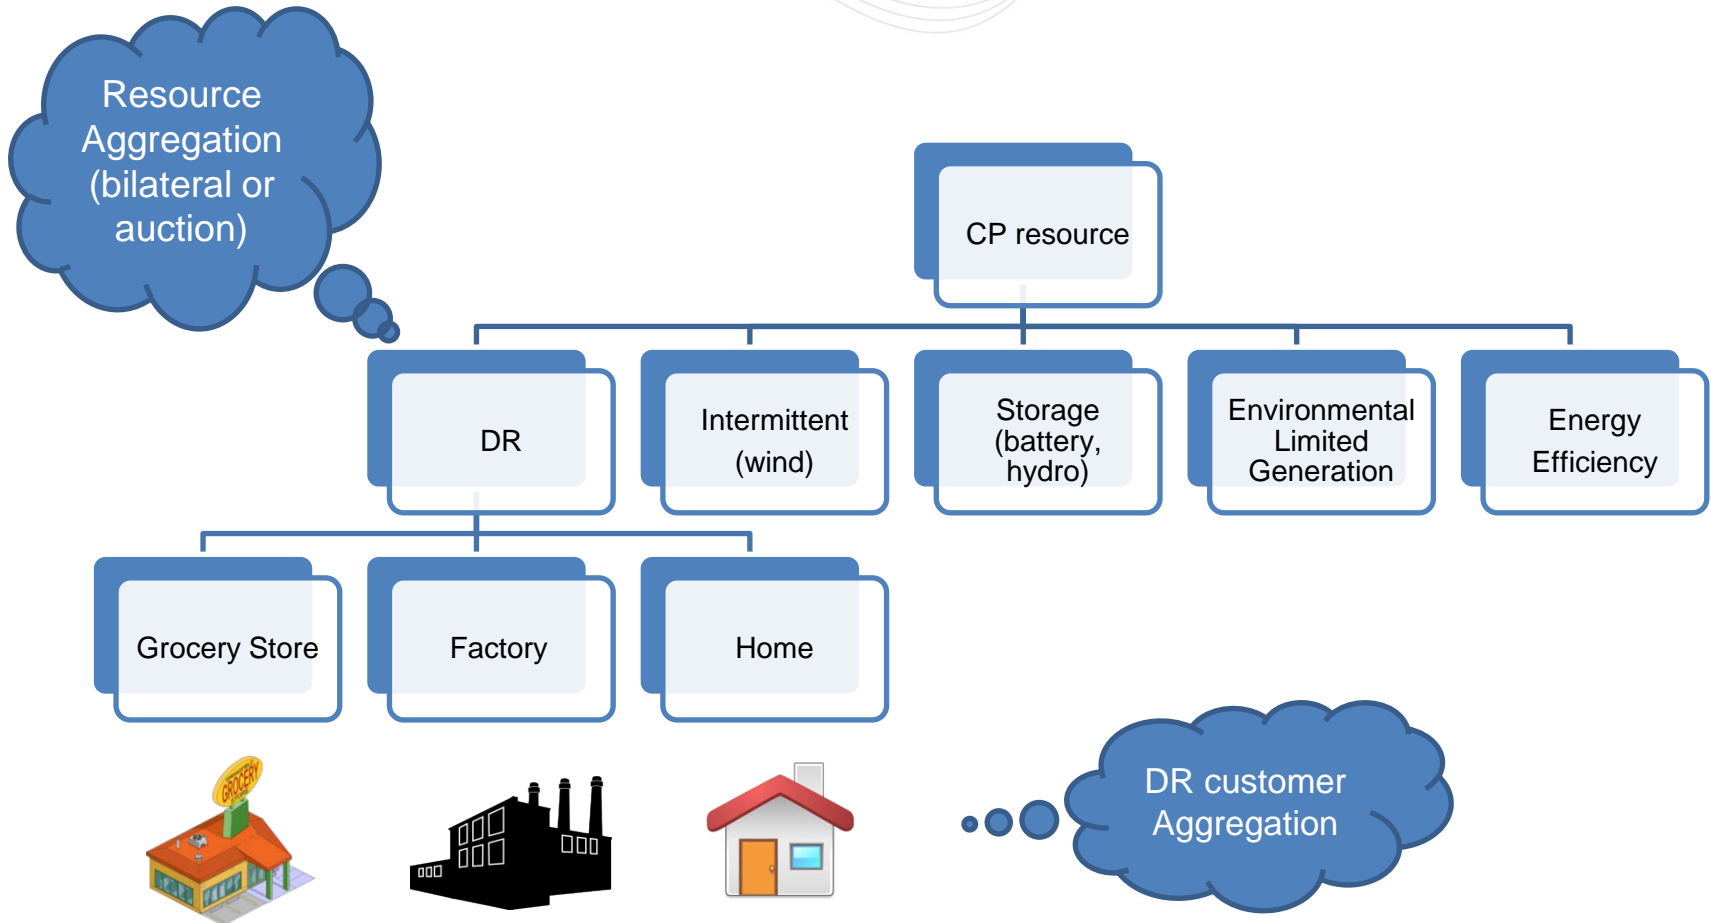 Resource
Aggregation
(bilateral or
auction)
CP resource
DR
Intermittent
(wind)
Storage
(battery,
hydro)
Environmental
Limited
Generation
Energy
Efficiency
Grocery Store
Factory
Home
GROCERY
DR customer
Aggregation